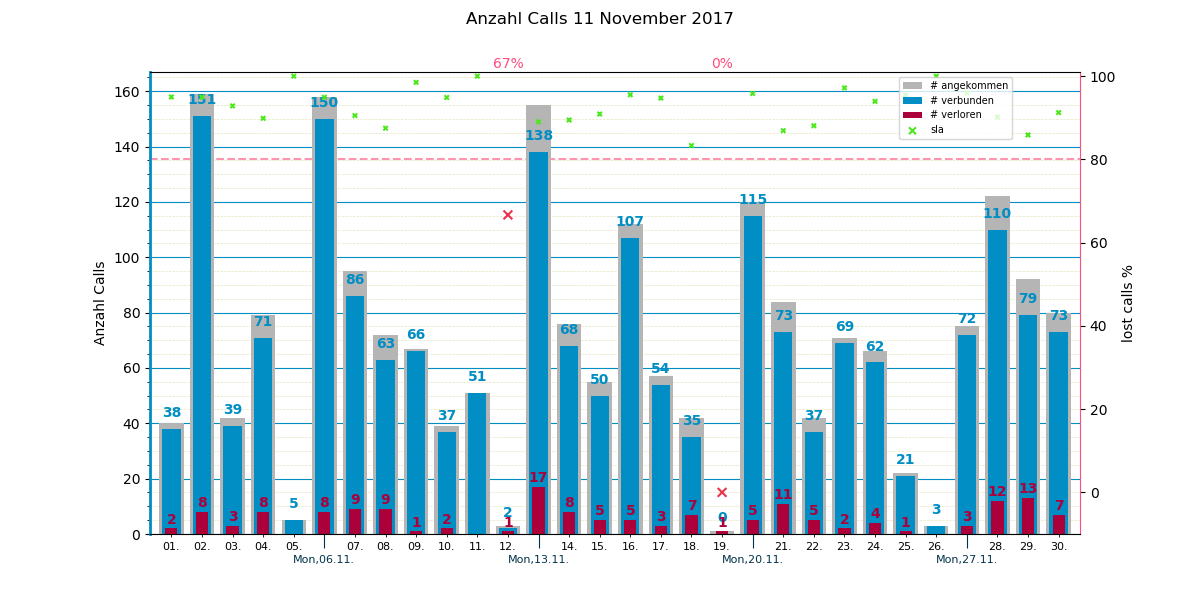 Anzahl Calls 11 November 2017
67% 0%
# angekommen
# verbunden
# verloren
sla
Anzahl Calls
0 20 40 60 80 100 120 140 160
lost calls %
0 20 40 60 80 100
38 151 39 71 5 150 86 63 66 37 51 2 138 68 50 107 54 35 0 115 73 37 69 62 21 3 72 110 79 73
2 8 3 8 8 9 9 1 2 1 17 8 5 5 3 7 1 5 11 5 2 4 1 3 12 13 7
01. 02. 03. 04. 05. 07. 08. 09. 10. 11. 12. 14. 15. 16. 17. 18. 19. 21. 22. 23. 24. 25. 26. 28. 29. 30.
Mon,06.11. Mon,13.11. Mon,20.11. Mon,27.11.